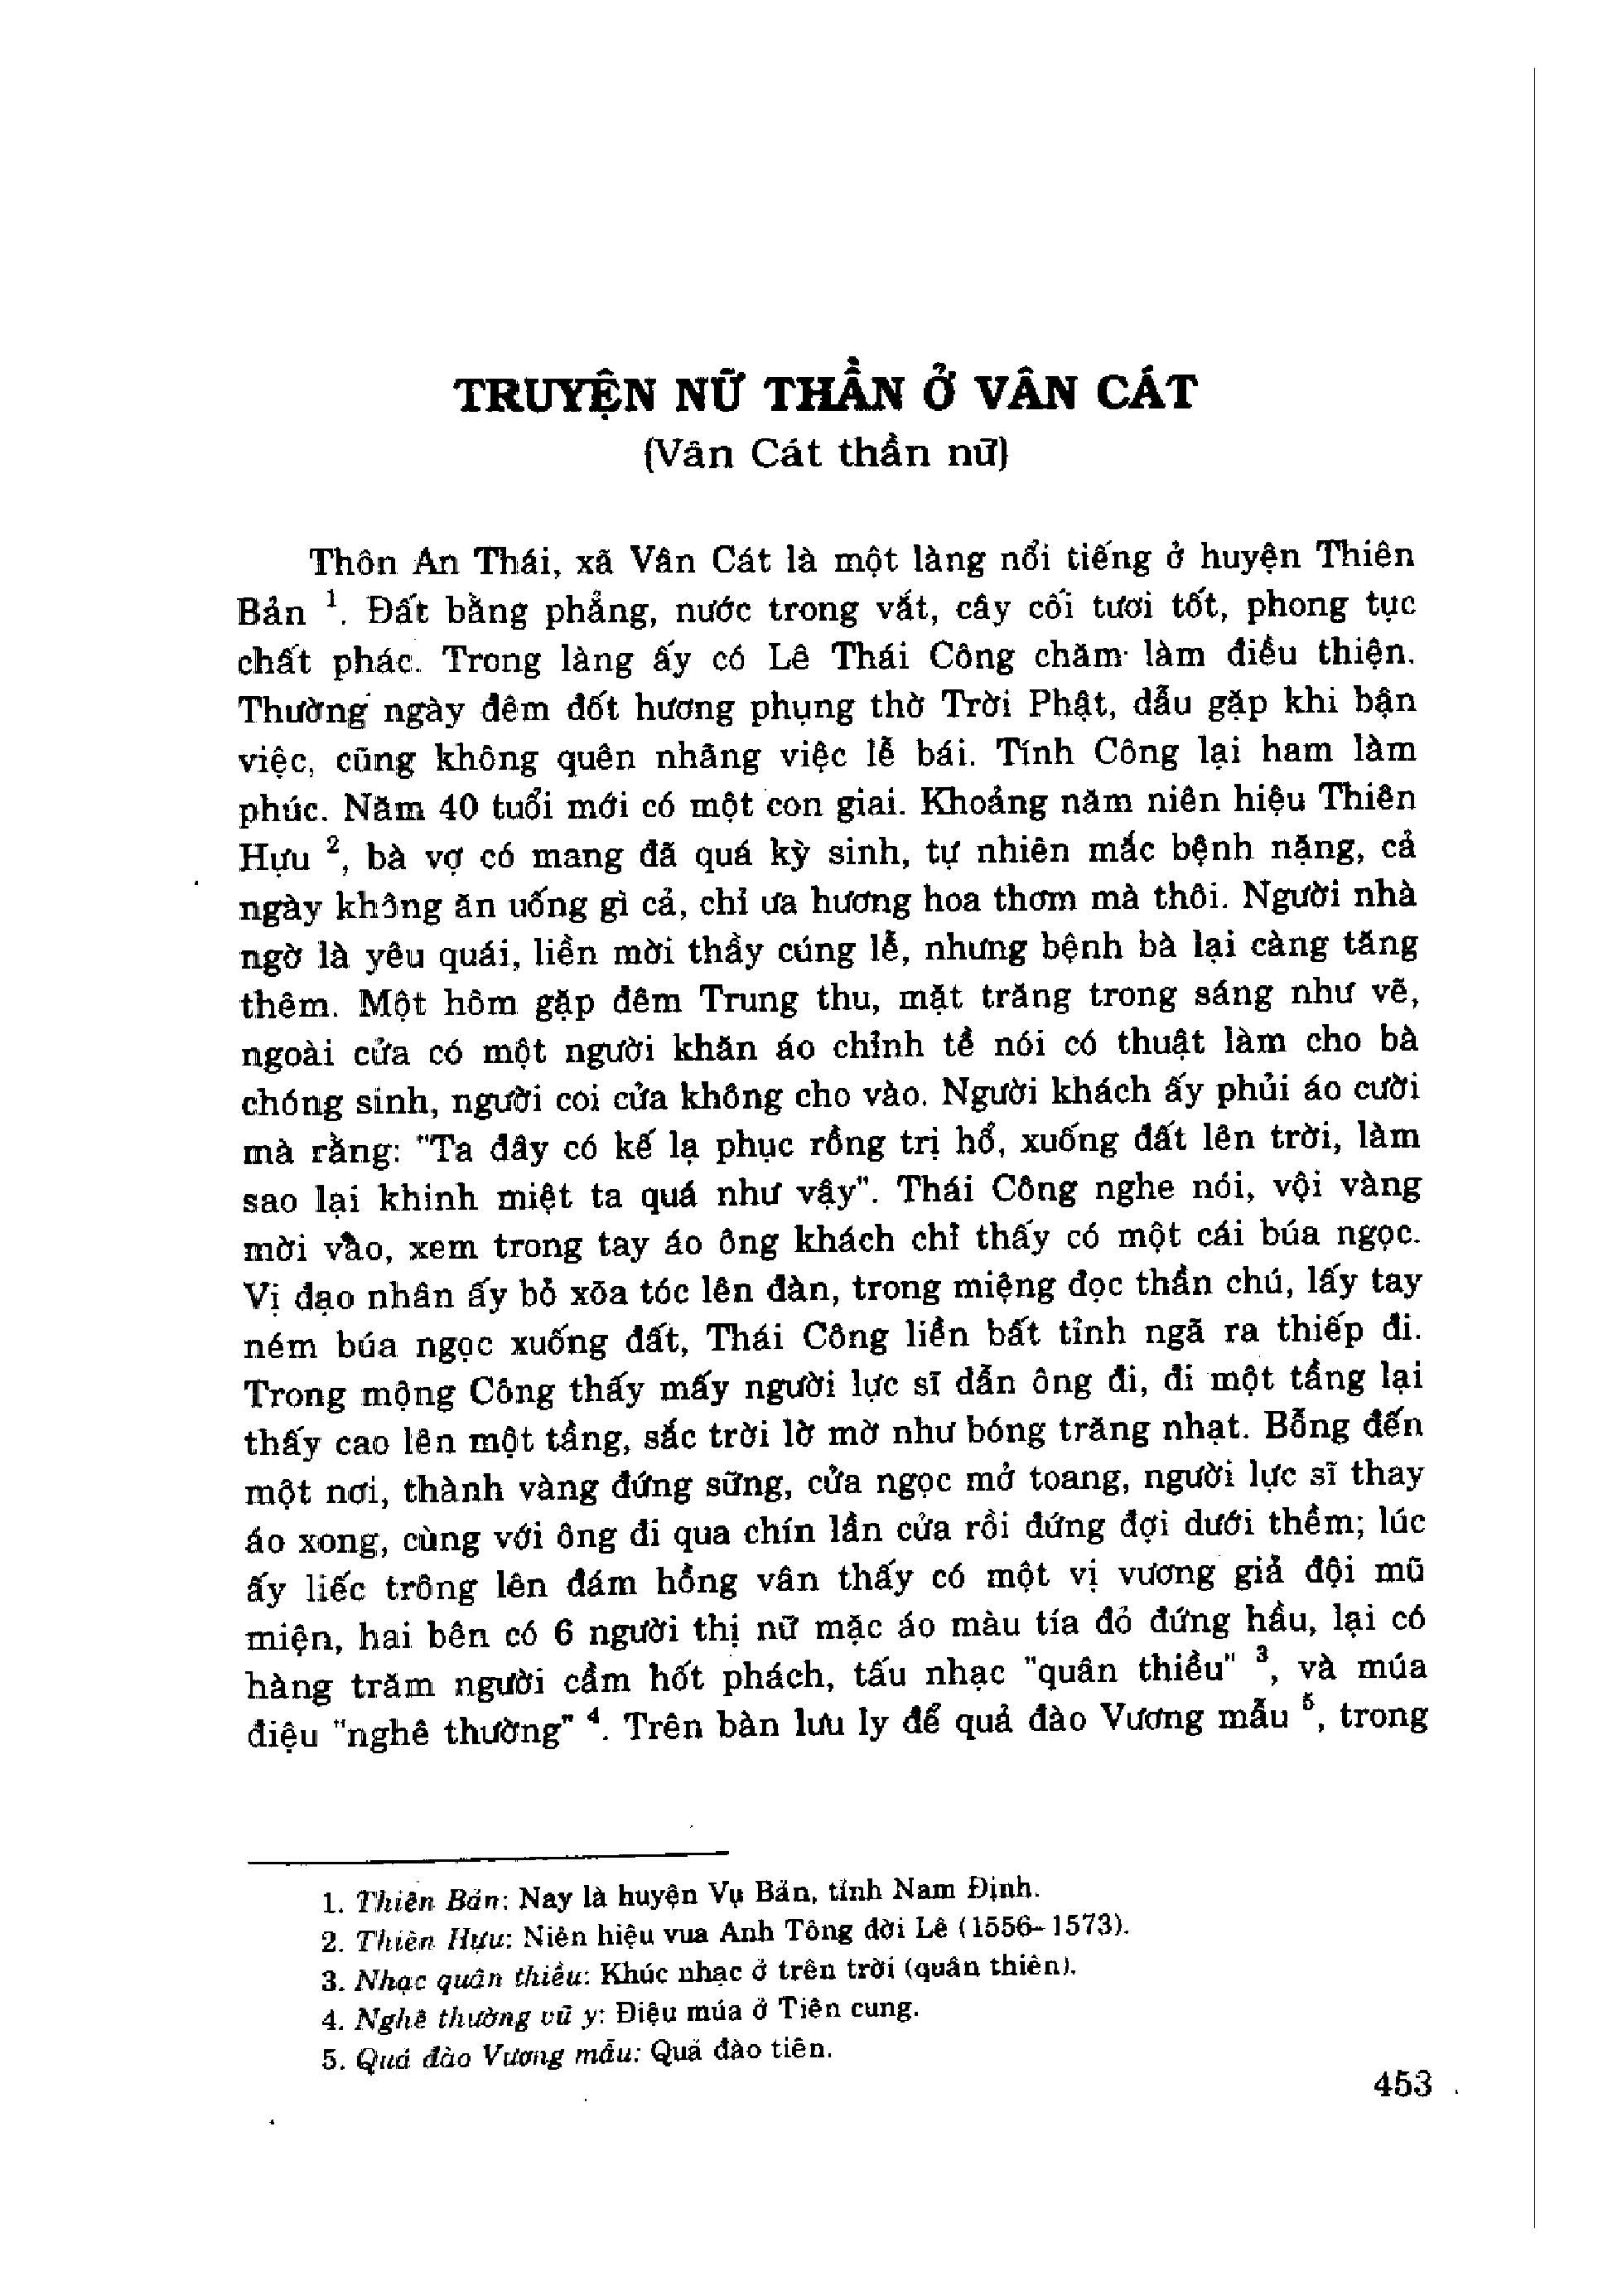 TRUYỆN NỮ THẦN Ở VÂN CÁT
(Vân Cát thần nữ)
Thôn An Thái, xã Vân Cát là một làng nổi tiếng ở huyện Thiên
Bản ¹. Đất bằng phẳng, nước trong vắt, cây cối tươi tốt, phong tục
chất phác. Trong làng ấy có Lê Thái Công chăm làm điều thiện.
Thường ngày đêm đốt hương phụng thờ Trời Phật, dẫu gặp khi bận
việc, cũng không quên nhãng việc lễ bái. Tính Công lại ham làm
phúc. Năm 40 tuổi mới có một con giai. Khoảng năm niên hiệu Thiên
Hựu ², bà vợ có mang đã quá kỳ sinh, tự nhiên mắc bệnh nặng, cả
ngày không ăn uống gì cả, chỉ ưa hương hoa thơm mà thôi. Người nhà
ngờ là yêu quái, liền mời thầy cúng lễ, nhưng bệnh bà lại càng tăng
thêm. Một hôm gặp đêm Trung thu, mặt trăng trong sáng như vẽ,
ngoài cửa có một người khăn áo chỉnh tề nói có thuật làm cho bà
chóng sinh, người coi cửa không cho vào. Người khách ấy phủi áo cười
mà rằng: "Ta đây có kế lạ phục rồng trị hổ, xuống đất lên trời, làm
sao lại khinh miệt ta quá như vậy". Thái Công nghe nói, vội vàng
mời vào, xem trong tay áo ông khách chỉ thấy có một cái búa ngọc.
Vị đạo nhân ấy bỏ xõa tóc lên đàn, trong miệng đọc thần chú, lấy tay
ném búa ngọc xuống đất, Thái Công liền bất tỉnh ngã ra thiếp đi.
Trong mộng Công thấy mấy người lực sĩ dẫn ông đi, đi một tầng lại
thấy cao lên một tầng, sắc trời lờ mờ như bóng trăng nhạt. Bỗng đến
một nơi, thành vàng đứng sững, cửa ngọc mở toang, người lực sĩ thay
áo xong, cùng với ông đi qua chín lần cửa rồi đứng đợi dưới thềm; lúc
ấy liếc trông lên đám hồng vân thấy có một vị vương giả đội mũ
miện, hai bên có 6 người thị nữ mặc áo màu tía đỏ đứng hầu, lại có
hàng trăm người cầm hốt phách, tấu nhạc "quân thiều" ³, và múa
điệu "nghê thường" ⁴. Trên bàn lưu ly để quả đào Vương mẫu ⁵, trong
1. Thiên Bản: Nay là huyện Vụ Bản, tỉnh Nam Định.
2. Thiên Hựu: Niên hiệu vua Anh Tông đời Lê (1556-1573).
3. Nhạc quân thiều: Khúc nhạc ở trên trời (quân thiên).
4. Nghê thường vũ y: Điệu múa ở Tiên cung.
5. Quả đào Vương mẫu: Quả đào tiên.
453